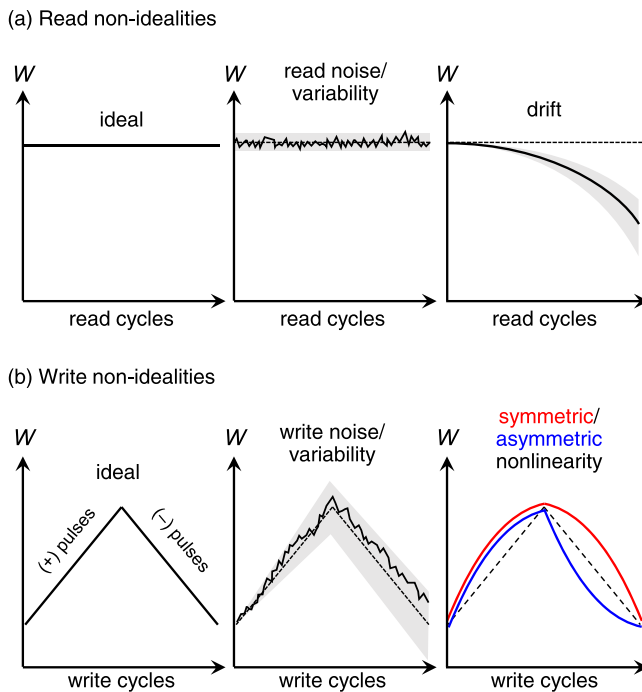 (a) Read non-idealities
W
ideal
read cycles
W
read noise/
variability
read cycles
W
drift
read cycles
(b) Write non-idealities
W
ideal
(+) pulses
(−) pulses
write cycles
W
write noise/
variability
write cycles
W
symmetric/
asymmetric
nonlinearity
write cycles